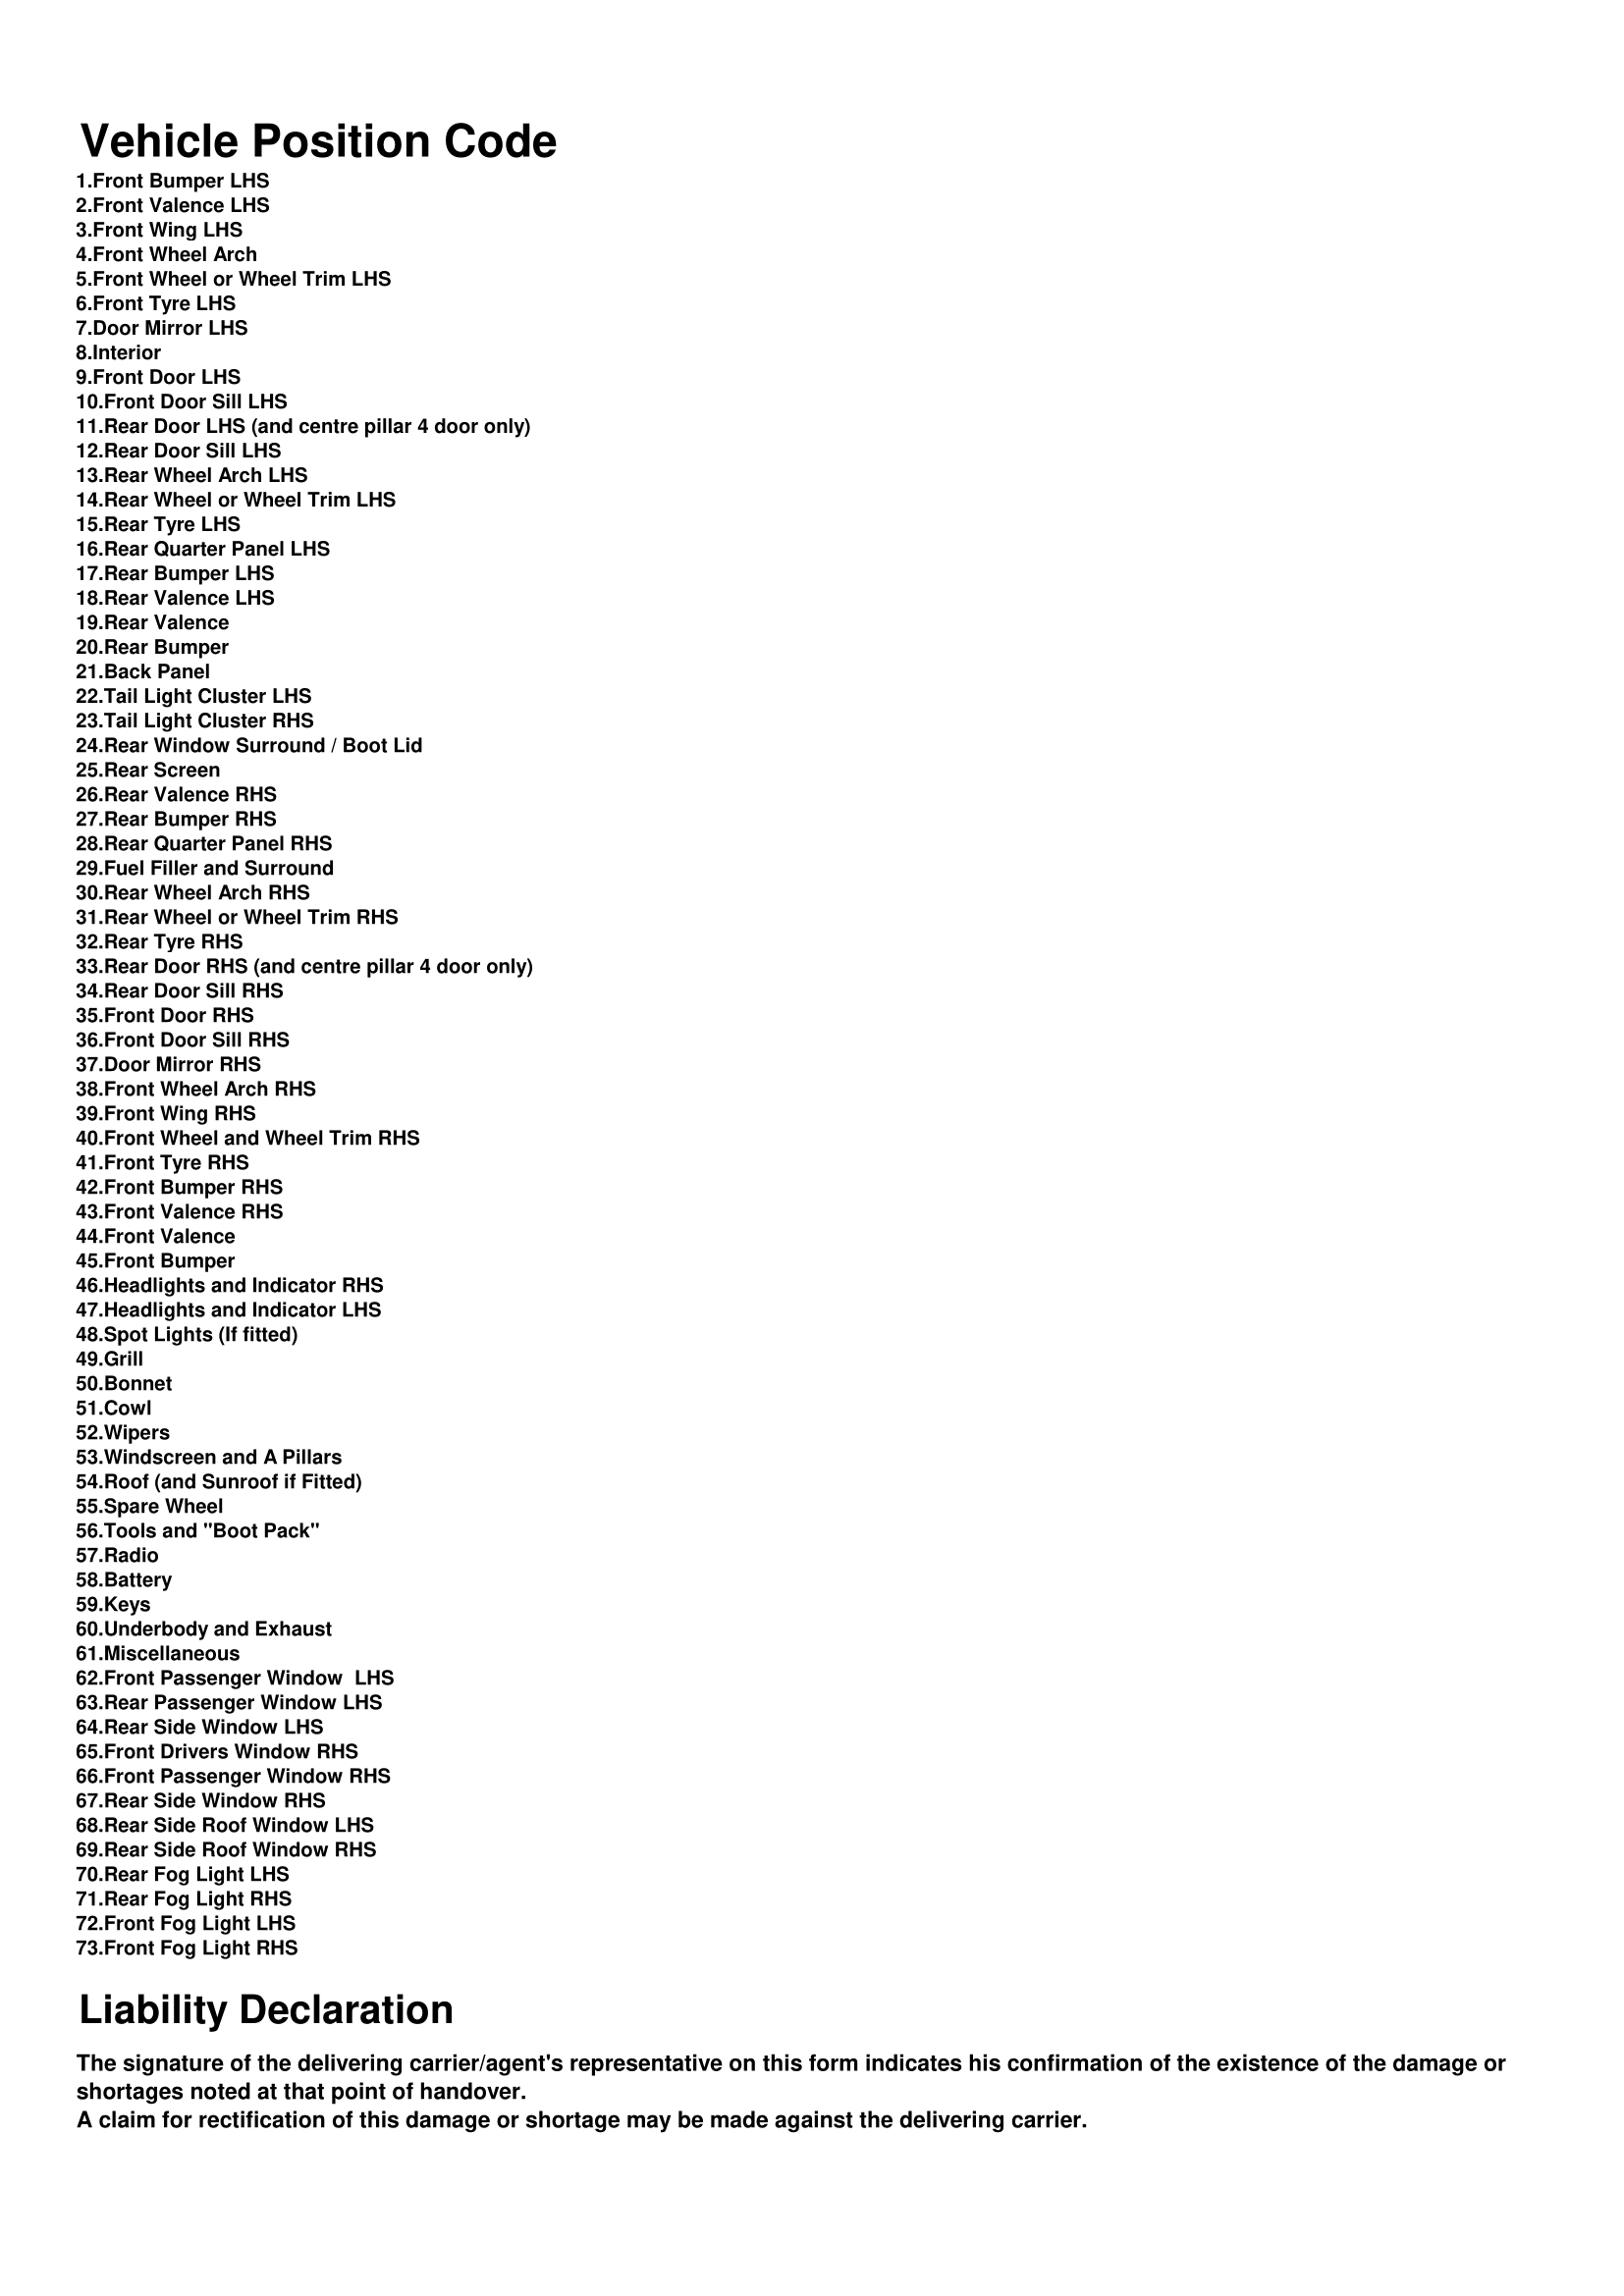 Vehicle Position Code
1.Front Bumper LHS
2.Front Valence LHS
3.Front Wing LHS
4.Front Wheel Arch
5.Front Wheel or Wheel Trim LHS
6.Front Tyre LHS
7.Door Mirror LHS
8.Interior
9.Front Door LHS
10.Front Door Sill LHS
11.Rear Door LHS (and centre pillar 4 door only)
12.Rear Door Sill LHS
13.Rear Wheel Arch LHS
14.Rear Wheel or Wheel Trim LHS
15.Rear Tyre LHS
16.Rear Quarter Panel LHS
17.Rear Bumper LHS
18.Rear Valence LHS
19.Rear Valence
20.Rear Bumper
21.Back Panel
22.Tail Light Cluster LHS
23.Tail Light Cluster RHS
24.Rear Window Surround / Boot Lid
25.Rear Screen
26.Rear Valence RHS
27.Rear Bumper RHS
28.Rear Quarter Panel RHS
29.Fuel Filler and Surround
30.Rear Wheel Arch RHS
31.Rear Wheel or Wheel Trim RHS
32.Rear Tyre RHS
33.Rear Door RHS (and centre pillar 4 door only)
34.Rear Door Sill RHS
35.Front Door RHS
36.Front Door Sill RHS
37.Door Mirror RHS
38.Front Wheel Arch RHS
39.Front Wing RHS
40.Front Wheel and Wheel Trim RHS
41.Front Tyre RHS
42.Front Bumper RHS
43.Front Valence RHS
44.Front Valence
45.Front Bumper
46.Headlights and Indicator RHS
47.Headlights and Indicator LHS
48.Spot Lights (If fitted)
49.Grill
50.Bonnet
51.Cowl
52.Wipers
53.Windscreen and A Pillars
54.Roof (and Sunroof if Fitted)
55.Spare Wheel
56.Tools and "Boot Pack"
57.Radio
58.Battery
59.Keys
60.Underbody and Exhaust
61.Miscellaneous
62.Front Passenger Window  LHS
63.Rear Passenger Window LHS
64.Rear Side Window LHS
65.Front Drivers Window RHS
66.Front Passenger Window RHS
67.Rear Side Window RHS
68.Rear Side Roof Window LHS
69.Rear Side Roof Window RHS
70.Rear Fog Light LHS
71.Rear Fog Light RHS
72.Front Fog Light LHS
73.Front Fog Light RHS
Liability Declaration
The signature of the delivering carrier/agent's representative on this form indicates his confirmation of the existence of the damage or
shortages noted at that point of handover.
A claim for rectification of this damage or shortage may be made against the delivering carrier.